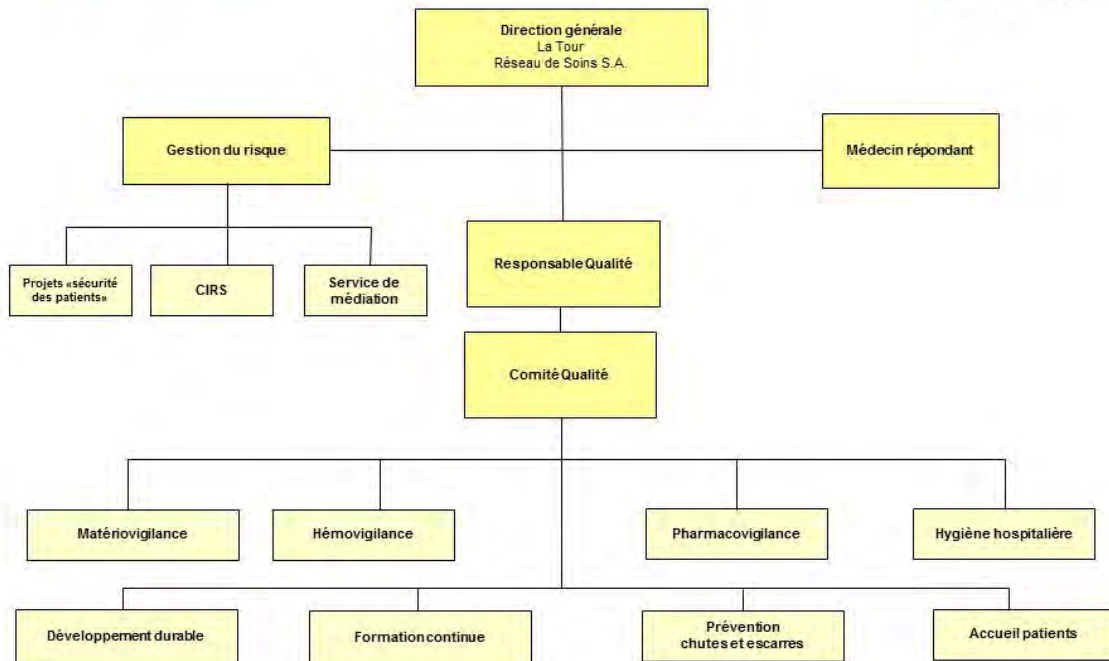 Direction générale
La Tour
Réseau de Soins S.A.
Gestion du risque
Médecin répondant
Responsable Qualité
Projets «sécurité
des patients»
CIRS
Service de
médiation
Comité Qualité
Matériovigilance
Hémovigilance
Pharmacovigilance
Hygiène hospitalière
Développement durable
Formation continue
Prévention
chutes et escarres
Accueil patients